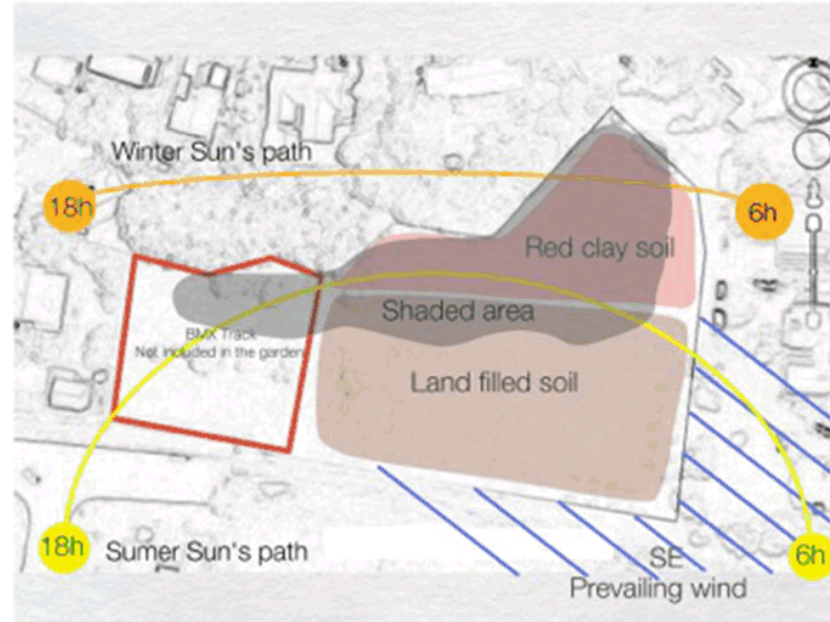 Winter Sun's path
18h
6h
Red clay soil
Shaded area
BMX Track
Not included in the garden
Land filled soil
18h
Sumer Sun's path
6h
SE
Prevailing wind